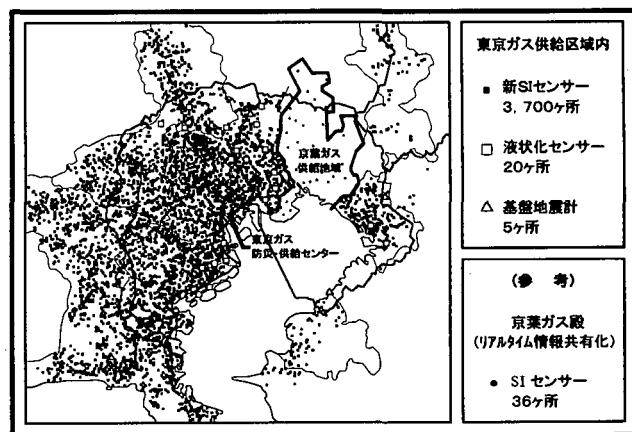 京葉ガス
供給地域
東京ガス
防災・供給センター
東京ガス供給区域内
■ 新SIセンサー
3,700ヶ所
□ 液状化センサー
20ヶ所
△ 基盤地震計
5ヶ所
(参 考)
京葉ガス殿
(リアルタイム情報共有化)
● SI センサー
36ヶ所